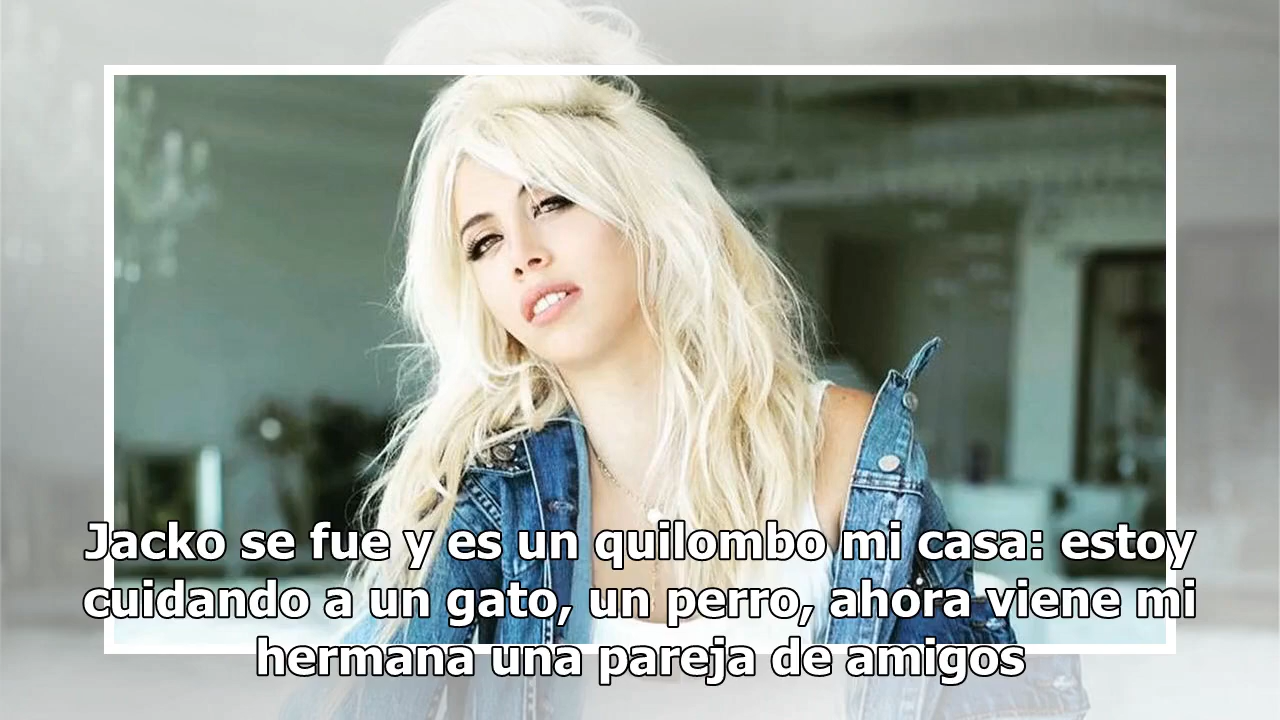 Jacko se fue y es un quilombo mi casa: estoy
cuidando a un gato, un perro, ahora viene mi
hermana una pareja de amigos